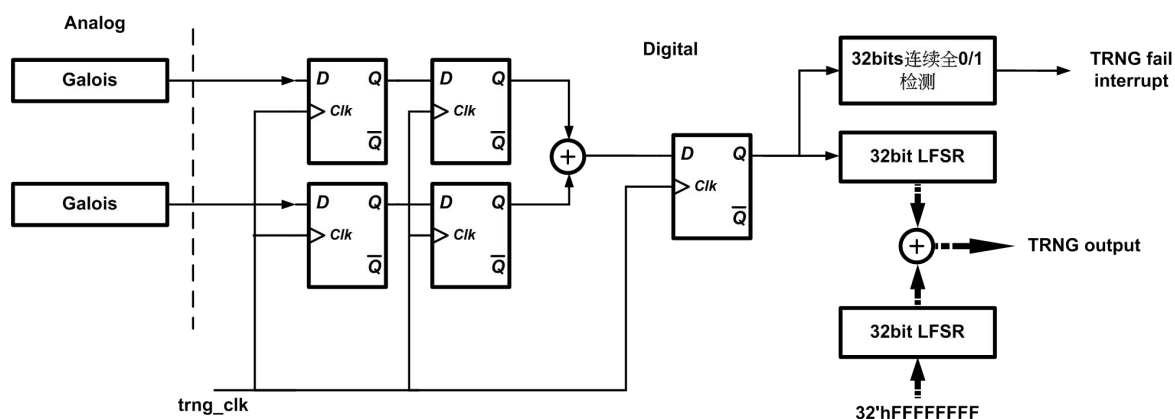 Analog
Digital
Galois
D Q
Clk
Q
D Q
Clk
Q
32bits连续全0/1
检测
TRNG fail
interrupt
D Q
Clk
Q
32bit LFSR
Galois
D Q
Clk
Q
D Q
Clk
Q
TRNG output
32bit LFSR
trng_clk
32'hFFFFFFFF